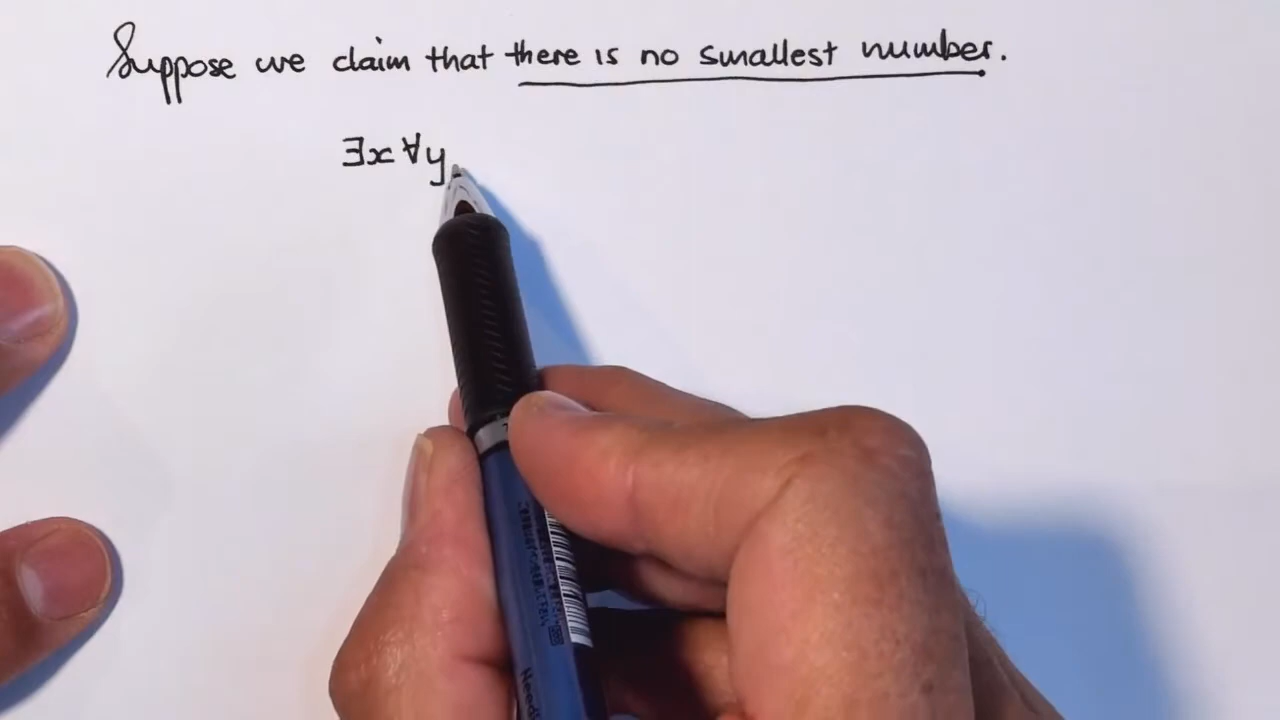 Suppose we claim that there is no smallest number.
∃x ∀y